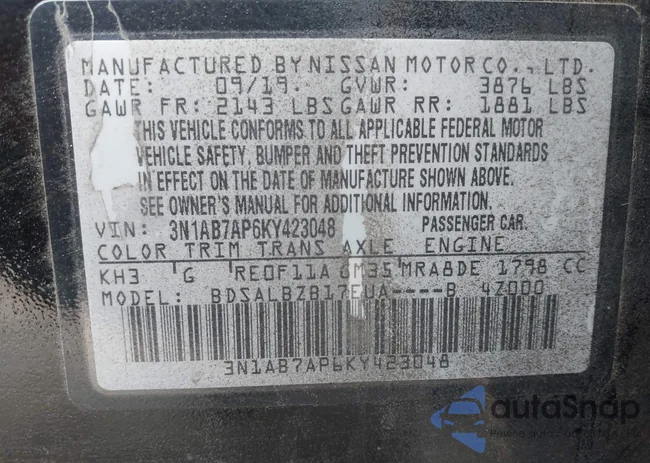 MANUFACTURED BY NISSAN MOTOR CO., LTD.
DATE: 09/19 GVWR: 3876 LBS
GAWR FR: 2143 LBS GAWR RR: 1881 LBS
THIS VEHICLE CONFORMS TO ALL APPLICABLE FEDERAL MOTOR
VEHICLE SAFETY, BUMPER AND THEFT PREVENTION STANDARDS
IN EFFECT ON THE DATE OF MANUFACTURE SHOWN ABOVE.
SEE OWNER'S MANUAL FOR ADDITIONAL INFORMATION
VIN: 3N1AB7AP6KY423048 PASSENGER CAR.
COLOR TRIM TRANS AXLE ENGINE
KH3 G RE0F11A GM35 MRA8DE 1798 CC
MODEL: BDSALBZB17EUA----B 4Z000
3N1AB7AP6KY423048
autoSnap